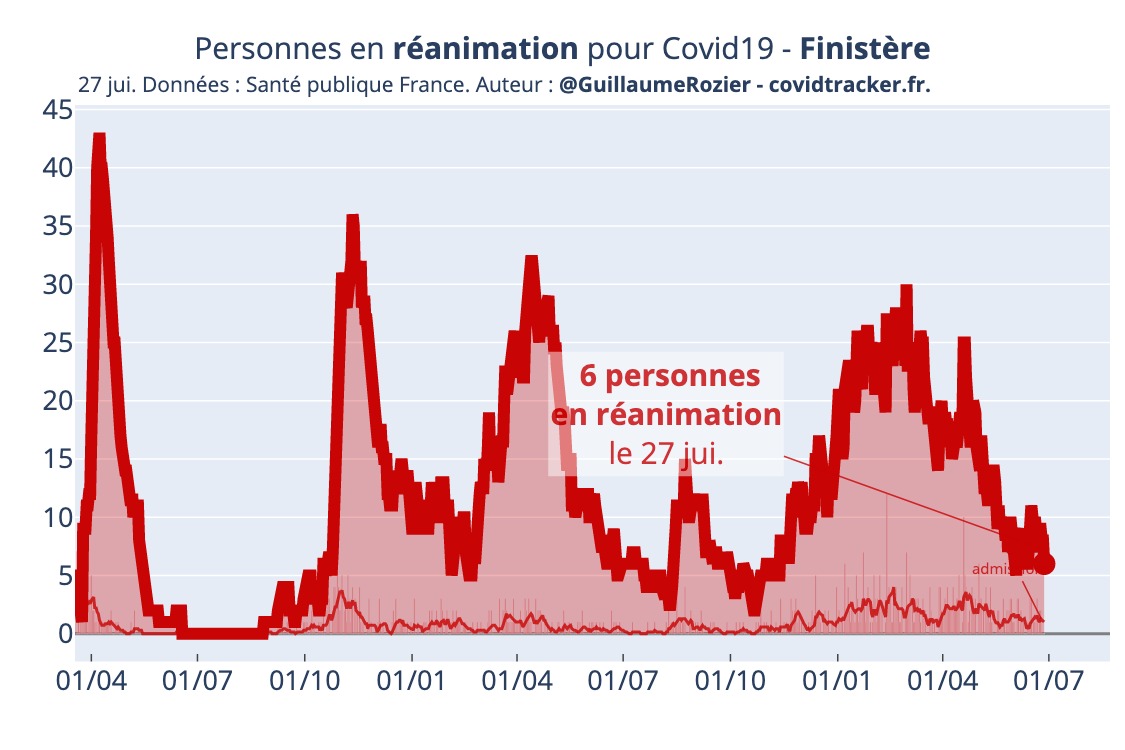 Personnes en réanimation pour Covid19 - Finistère
27 jui. Données : Santé publique France. Auteur : @GuillaumeRozier - covidtracker.fr.
45
40
35
30
25
20
15
10
5
0
6 personnes
en réanimation
le 27 jui.
01/04 01/07 01/10 01/01 01/04 01/07 01/10 01/01 01/04 01/07